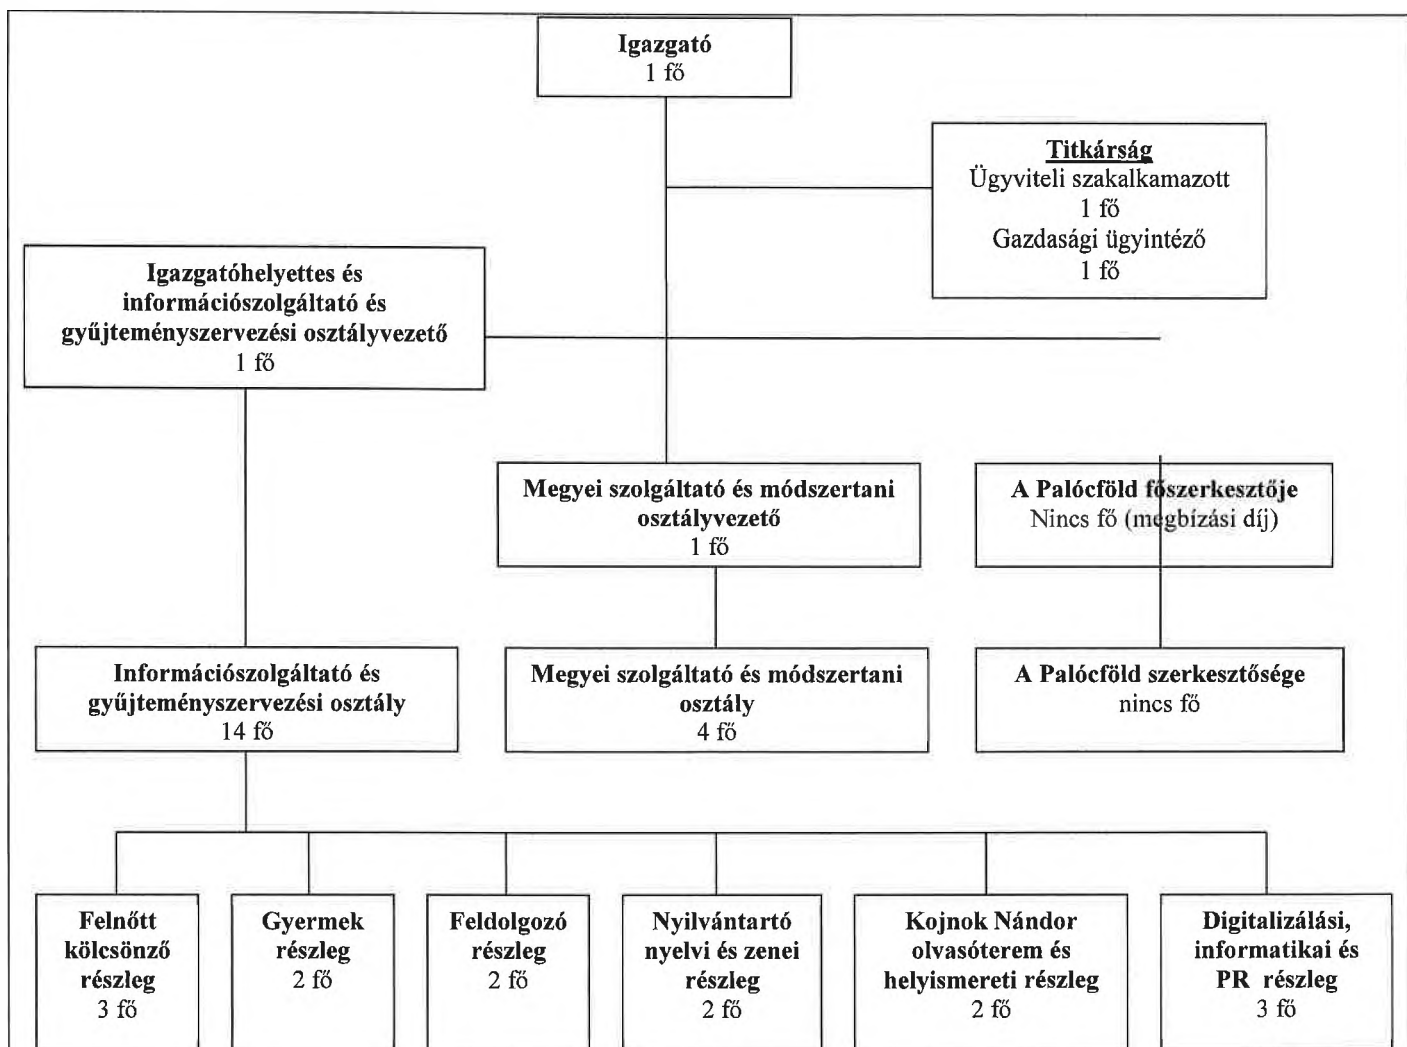 Igazgató
1 fő
Titkárság
Ügyviteli szakalkamazott
1 fő
Gazdasági ügyintéző
1 fő
Igazgatóhelyettes és
információszolgáltató és
gyűjteményszervezési osztályvezető
1 fő
Megyei szolgáltató és módszertani
osztályvezető
1 fő
A Palócföld főszerkesztője
Nincs fő (megbízási díj)
Információszolgáltató és
gyűjteményszervezési osztály
14 fő
Megyei szolgáltató és módszertani
osztály
4 fő
A Palócföld szerkesztősége
nincs fő
Felnőtt
kölcsönző
részleg
3 fő
Gyermek
részleg
2 fő
Feldolgozó
részleg
2 fő
Nyilvántartó
nyelvi és zenei
részleg
2 fő
Kojnok Nándor
olvasóterem és
helyismereti részleg
2 fő
Digitalizálási,
informatikai és
PR részleg
3 fő